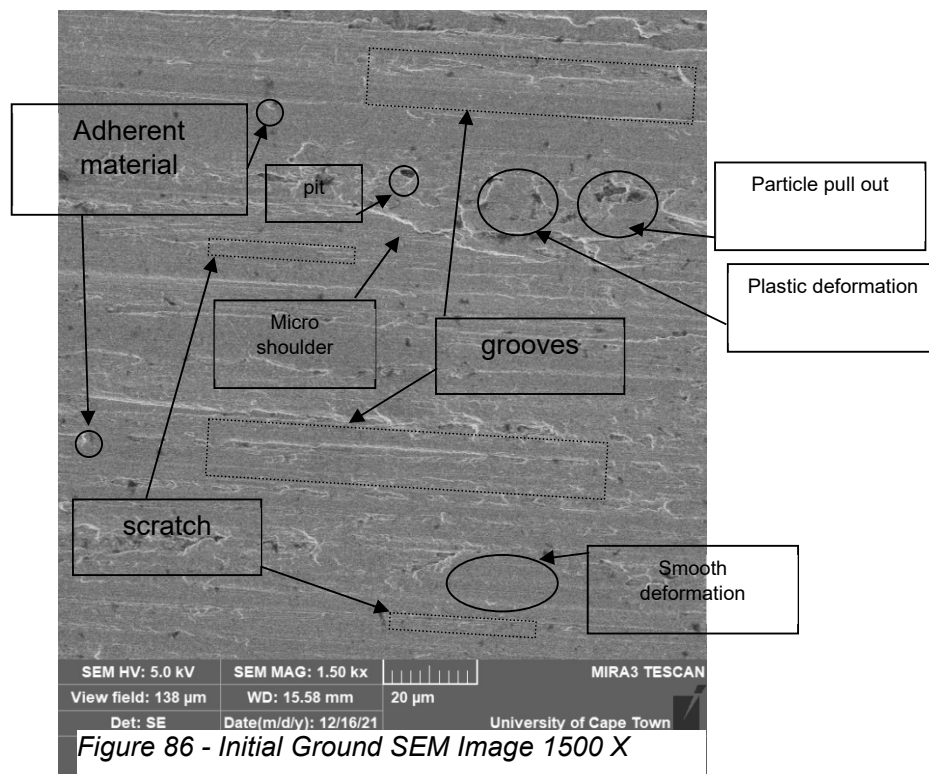 Adherent
material
pit
Particle pull out
Plastic deformation
Micro
shoulder
grooves
scratch
Smooth
deformation
SEM HV: 5.0 kV
SEM MAG: 1.50 kx
MIRA3 TESCAN
View field: 138 µm
WD: 15.58 mm
20 µm
Det: SE
Date(m/d/y): 12/16/21
University of Cape Town
Figure 86 - Initial Ground SEM Image 1500 X